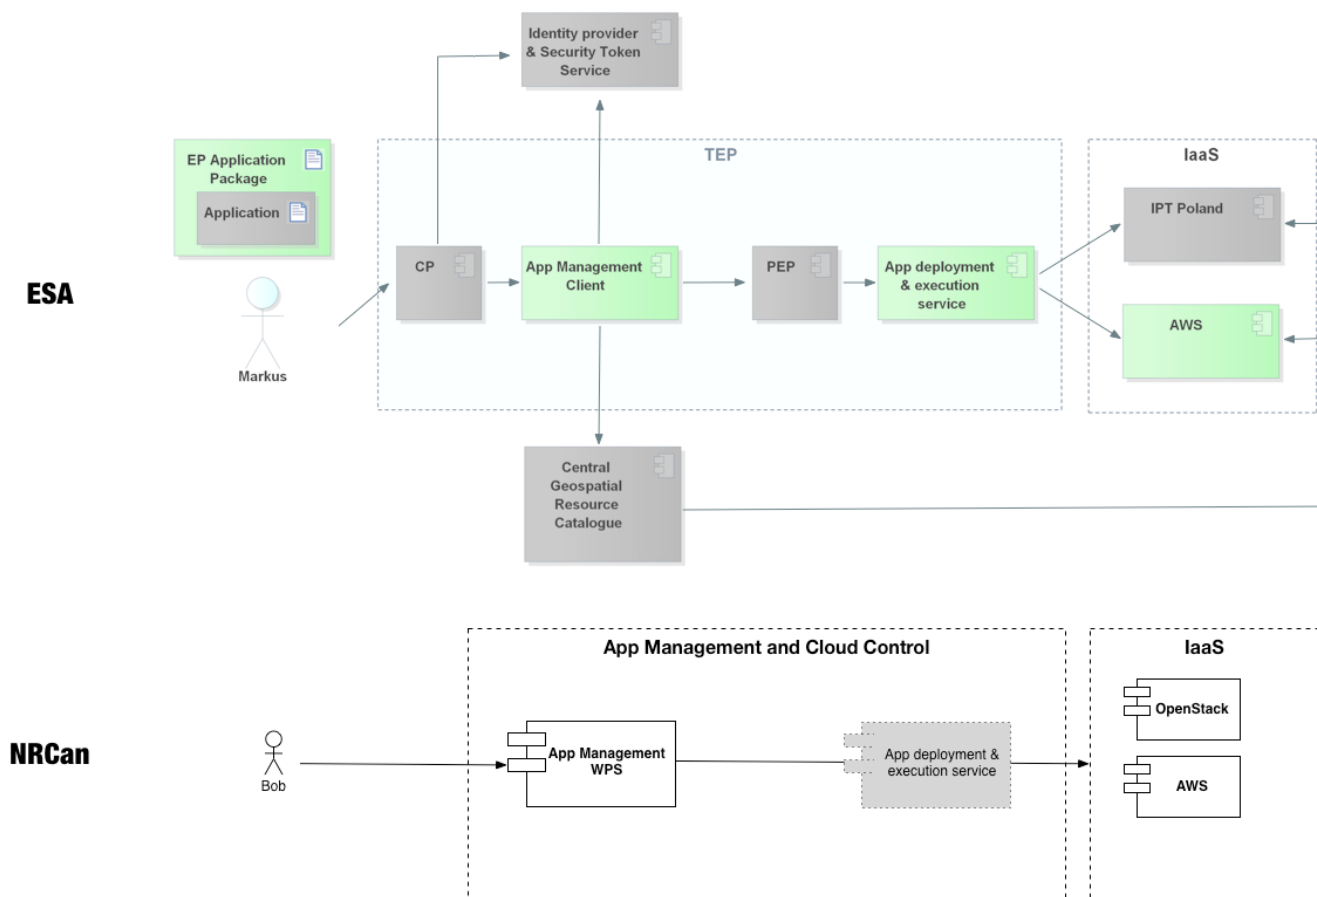 Identity provider
& Security Token
Service
EP Application
Package
Application
TEP
IaaS
IPT Poland
CP
App Management
Client
PEP
App deployment
& execution
service
ESA
AWS
Markus
Central
Geospatial
Resource
Catalogue
App Management and Cloud Control
IaaS
OpenStack
NRCan
Bob
App Management
WPS
App deployment &
execution service
AWS